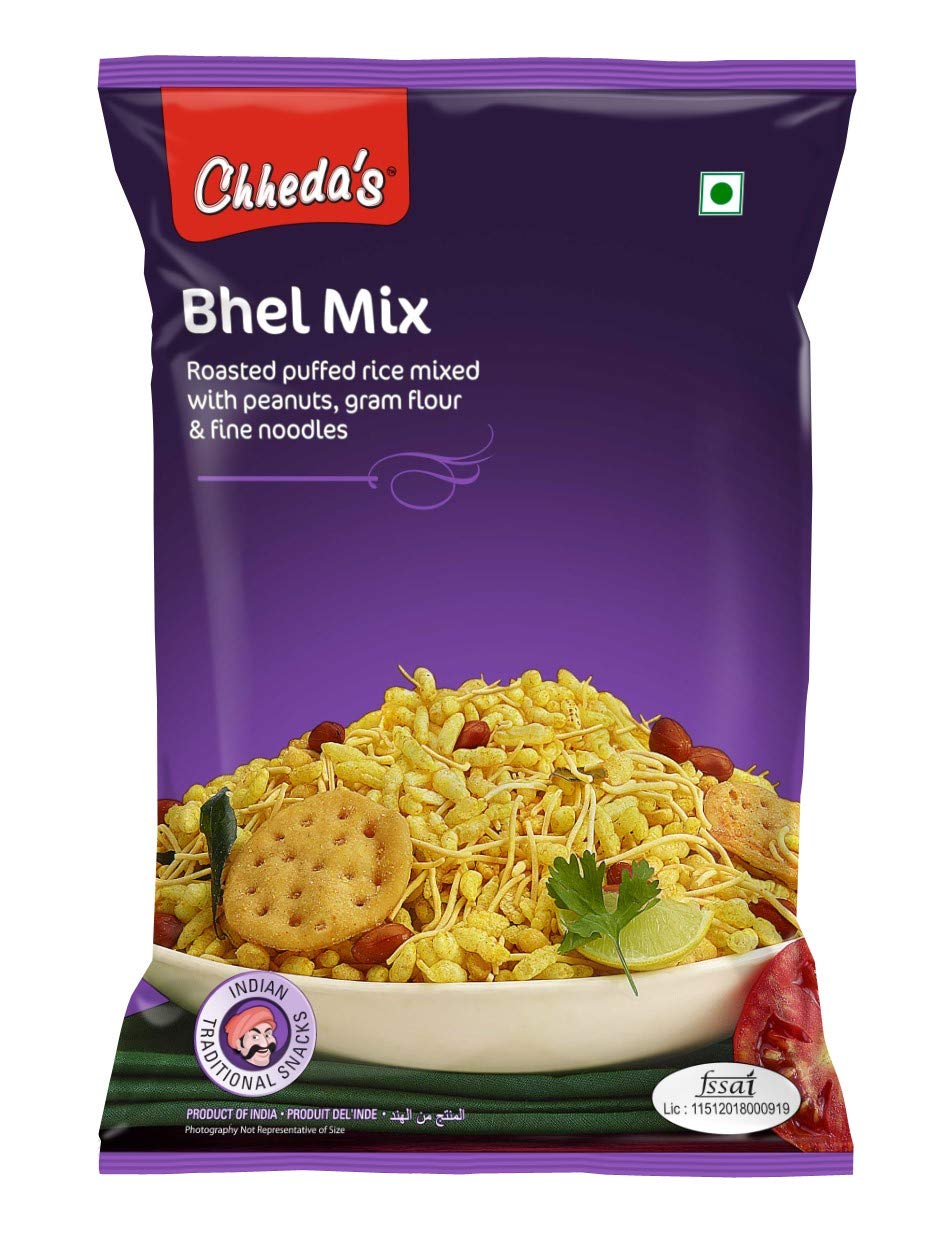 Chheda's™
Bhel Mix
Roasted puffed rice mixed
with peanuts, gram flour
& fine noodles
INDIAN
TRADITIONAL SNACKS
PRODUCT OF INDIA • PRODUIT DEL'INDE • المنتج من الهند
Photography Not Representative of Size
fssai
Lic : 11512018000919